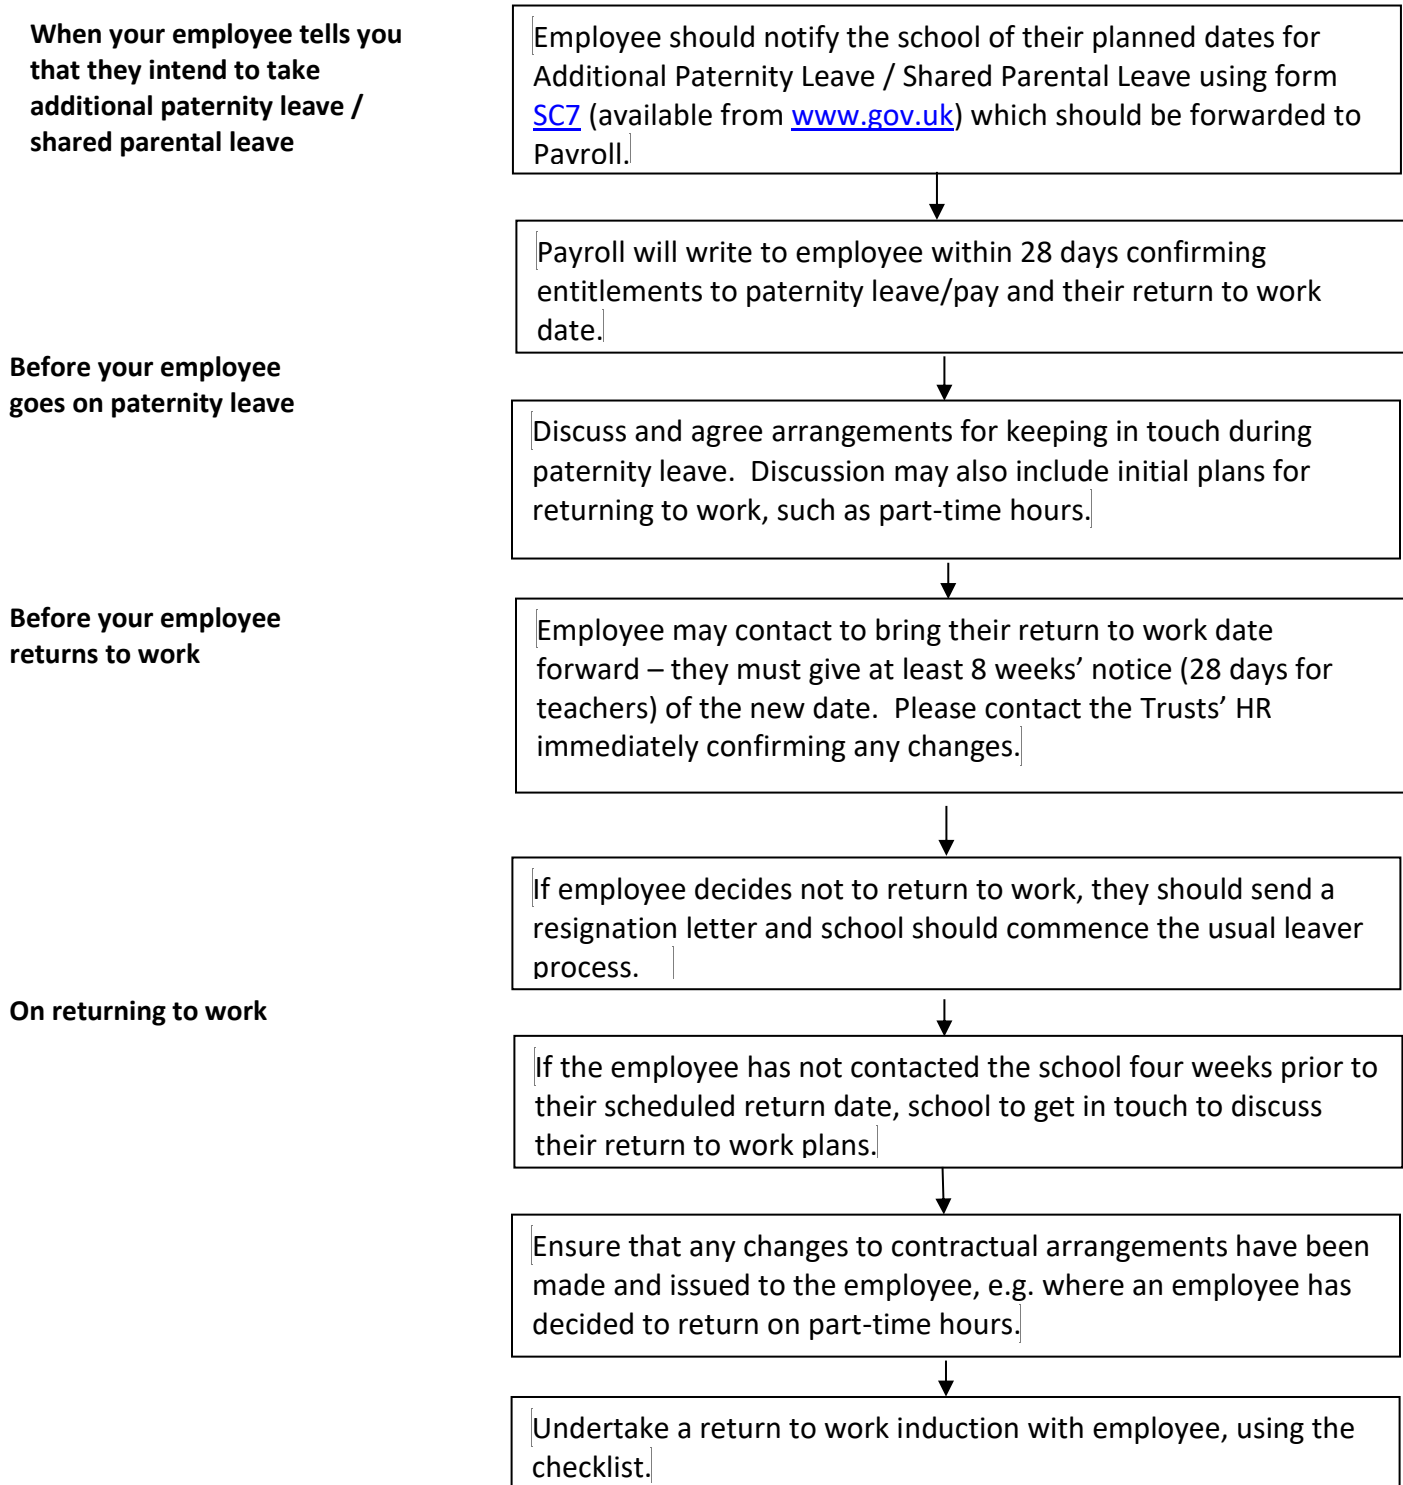 When your employee tells you
that they intend to take
additional paternity leave /
shared parental leave
Employee should notify the school of their planned dates for
Additional Paternity Leave / Shared Parental Leave using form
SC7 (available from www.gov.uk) which should be forwarded to
Payroll.
Payroll will write to employee within 28 days confirming
entitlements to paternity leave/pay and their return to work
date.
Before your employee
goes on paternity leave
Discuss and agree arrangements for keeping in touch during
paternity leave.  Discussion may also include initial plans for
returning to work, such as part-time hours.
Before your employee
returns to work
Employee may contact to bring their return to work date
forward – they must give at least 8 weeks’ notice (28 days for
teachers) of the new date.  Please contact the Trusts’ HR
immediately confirming any changes.
If employee decides not to return to work, they should send a
resignation letter and school should commence the usual leaver
process.
On returning to work
If the employee has not contacted the school four weeks prior to
their scheduled return date, school to get in touch to discuss
their return to work plans.
Ensure that any changes to contractual arrangements have been
made and issued to the employee, e.g. where an employee has
decided to return on part-time hours.
Undertake a return to work induction with employee, using the
checklist.